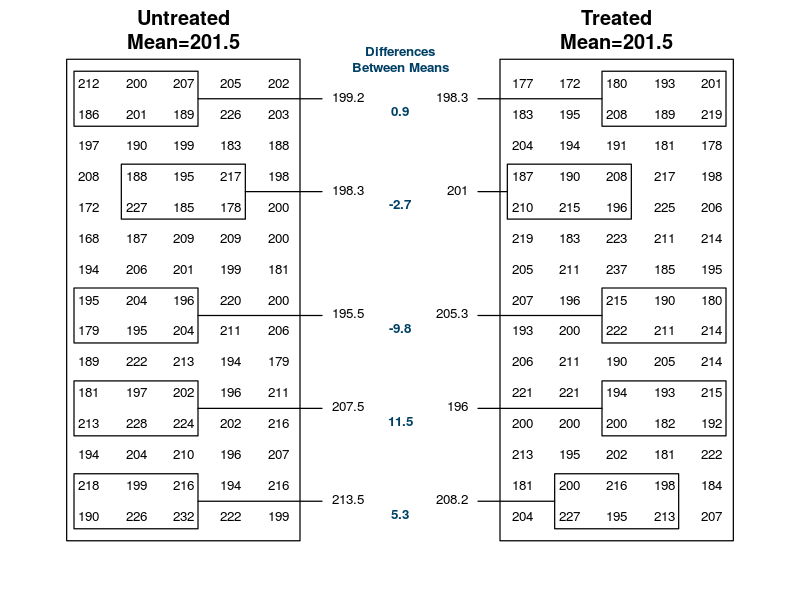 Untreated Treated
Mean=201.5 Mean=201.5
Differences
Between Means
212 200 207 205 202 199.2 198.3 177 172 180 193 201
0.9
186 201 189 226 203 183 195 208 189 219
197 190 199 183 188 204 194 191 181 178
208 188 195 217 198 198.3 201 187 190 208 217 198
-2.7
172 227 185 178 200 210 215 196 225 206
168 187 209 209 200 219 183 223 211 214
194 206 201 199 181 205 211 237 185 195
195 204 196 220 200 195.5 205.3 207 196 215 190 180
-9.8
179 195 204 211 206 193 200 222 211 214
189 222 213 194 179 206 211 190 205 214
181 197 202 196 211 207.5 196 221 221 194 193 215
11.5
213 228 224 202 216 200 200 200 182 192
194 204 210 196 207 213 195 202 181 222
218 199 216 194 216 213.5 208.2 181 200 216 198 184
5.3
190 226 232 222 199 204 227 195 213 207